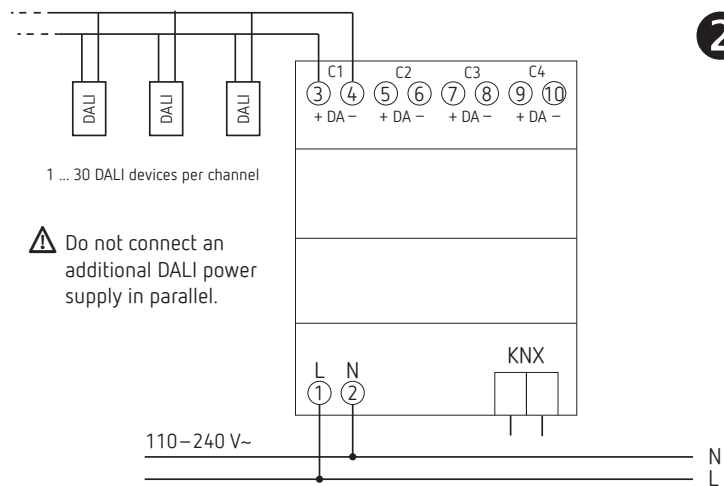 2
C1 C2 C3 C4
3 4 5 6 7 8 9 10
+ DA – + DA – + DA – + DA –
DALI
DALI
DALI
1 ... 30 DALI devices per channel
Do not connect an
additional DALI power
supply in parallel.
L N
1 2
KNX
110–240 V~
N
L